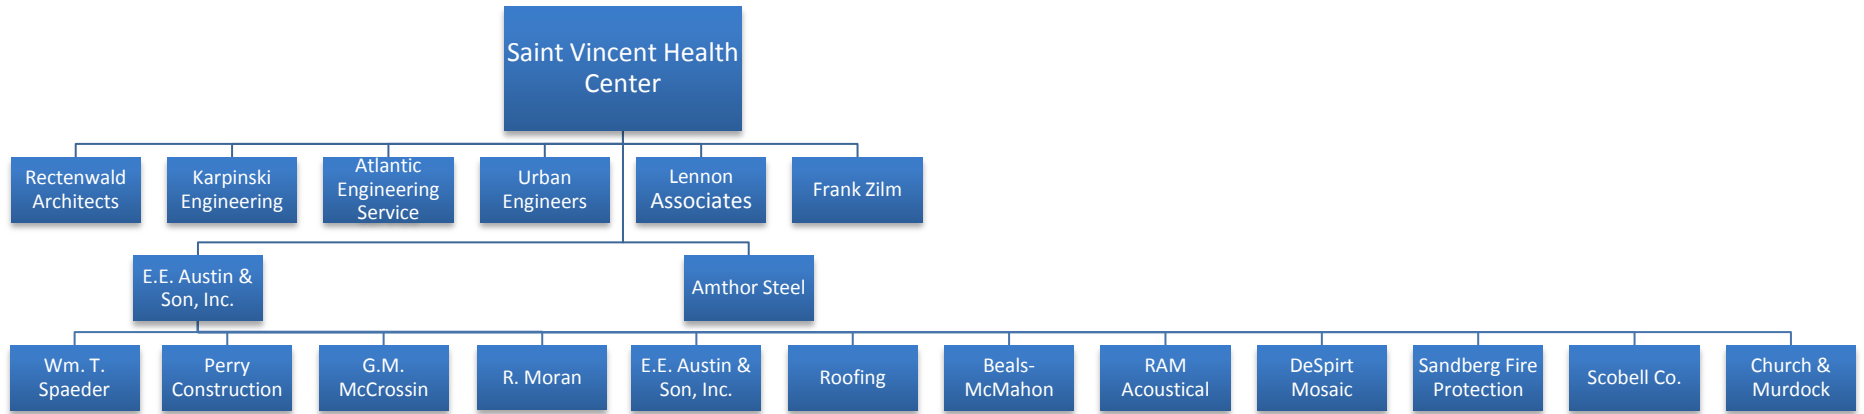 Saint Vincent Health
Center
Rectenwald
Architects
Karpinski
Engineering
Atlantic
Engineering
Service
Urban
Engineers
Lennon
Associates
Frank Zilm
E.E. Austin &
Son, Inc.
Amthor Steel
Wm. T.
Spaeder
Perry
Construction
G.M.
McCrossin
R. Moran
E.E. Austin &
Son, Inc.
Roofing
Beals-
McMahon
RAM
Acoustical
DeSpirt
Mosaic
Sandberg Fire
Protection
Scobell Co.
Church &
Murdock